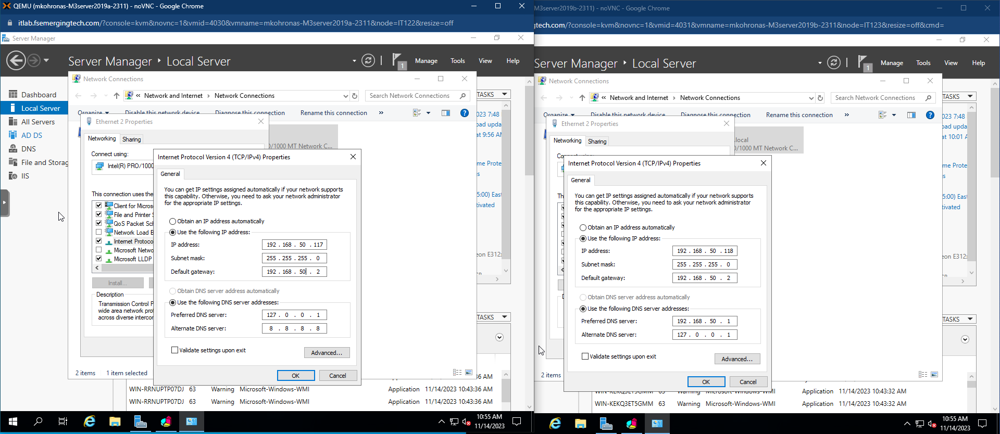 QEMU (mkohronas-M3server2019a-2311) - noVNC - Google Chrome
itlab.fsemergingtech.com/?console=kvm&novnc=1&vmid=4030&vmname=mkohronas-M3server2019a-2311&node=IT122&resize=off
Server Manager
Server Manager ‣ Local Server
1
Manage
Tools
View
Help
Dashboard
Local Server
All Servers
AD DS
DNS
File and Storag
IIS
Network Connections
« Network and Internet › Network Connections
Search Network Connections
Organize
Disable this network device
Diagnose this connection
Rename this connection
»
TASKS
023 7:48
oad upda
at 9:56 AM
Ethernet 2 Properties
Networking
Sharing
O/1000 MT Network C...
Connect using:
Intel(R) PRO/1000
This connection uses the
Client for Micros
File and Printer S
QoS Packet Sch
Network Load B
Internet Protoco
Microsoft Netwo
Microsoft LLDP
Install...
Description
Transmission Control P
wide area network prot
across diverse intercon
Internet Protocol Version 4 (TCP/IPv4) Properties
General
You can get IP settings assigned automatically if your network supports
this capability. Otherwise, you need to ask your network administrator
for the appropriate IP settings.
Obtain an IP address automatically
Use the following IP address:
IP address: 192 . 168 . 50 . 117
Subnet mask: 255 . 255 . 255 . 0
Default gateway: 192 . 168 . 50 . 2
Obtain DNS server address automatically
Use the following DNS server addresses:
Preferred DNS server: 127 . 0 . 0 . 1
Alternate DNS server: 8 . 8 . 8 . 8
Validate settings upon exit
Advanced...
OK
Cancel
eon E312
TASKS
2 items
1 item selected
36 AM
WIN-RRNUPTP07DJ 63 Warning Microsoft-Windows-WMI Application 11/14/2023 10:43:36 AM
WIN-RRNUPTP07DJ 63 Warning Microsoft-Windows-WMI Application 11/14/2023 10:43:36 AM
10:55 AM
11/14/2023
M3server2019b-2311) - noVNC - Google Chrome
gtech.com/?console=kvm&novnc=1&vmid=4031&vmname=mkohronas-M3server2019b-2311&node=IT123&resize=off&cmd=
Server Manager ‣ Local Server
1
Manage
Tools
View
Help
Network Connections
« Network and Internet › Network Connections
Search Network Connections
Organize
Disable this network device
Diagnose this connection
Rename this connection
»
TASKS
023 7:48
oad upda
at 10:01 A
Ethernet 2 Properties
Networking
Sharing
.local
O/1000 MT Network C...
me Prote
s
5:00) East
tivated
Internet Protocol Version 4 (TCP/IPv4) Properties
General
You can get IP settings assigned automatically if your network supports
this capability. Otherwise, you need to ask your network administrator
for the appropriate IP settings.
Obtain an IP address automatically
Use the following IP address:
IP address: 192 . 168 . 50 . 118
Subnet mask: 255 . 255 . 255 . 0
Default gateway: 192 . 168 . 50 . 2
Obtain DNS server address automatically
Use the following DNS server addresses:
Preferred DNS server: 192 . 168 . 50 . 1
Alternate DNS server: 127 . 0 . 0 . 1
Validate settings upon exit
Advanced...
OK
Cancel
eon E312
TASKS
2 items
WIN-KEKQ3ET5GMM 63 Warning Microsoft-Windows-WMI Application 11/14/2023 10:43:32 AM
WIN-KEKQ3ET5GMM 63 Warning Microsoft-Windows-WMI Application 11/14/2023 10:43:32 AM
10:55 AM
11/14/2023